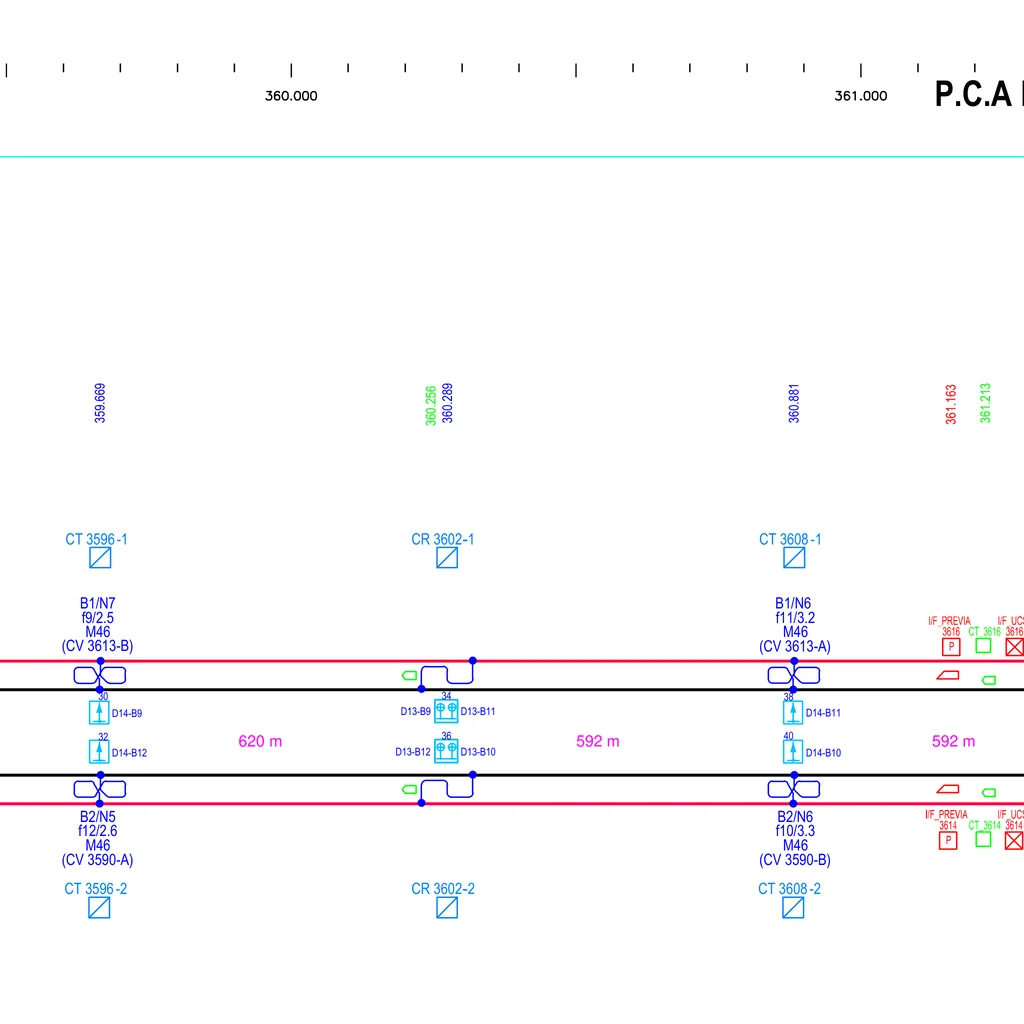 360.000
361.000
P.C.A
359.669
360.256
360.289
360.881
361.163
361.213
CT 3596-1
CR 3602-1
CT 3608-1
B1/N7
f9/2.5
M46
(CV 3613-B)
B1/N6
f11/3.2
M46
(CV 3613-A)
I/F_PREVIA
3616
P
CT_3616
I/F_UCS
3616
30
D14-B9
34
D13-B9
D13-B11
38
D14-B11
620 m
592 m
592 m
32
D14-B12
36
D13-B12
D13-B10
40
D14-B10
B2/N5
f12/2.6
M46
(CV 3590-A)
B2/N6
f10/3.3
M46
(CV 3590-B)
I/F_PREVIA
3614
P
CT_3614
I/F_UCS
3614
CT 3596-2
CR 3602-2
CT 3608-2